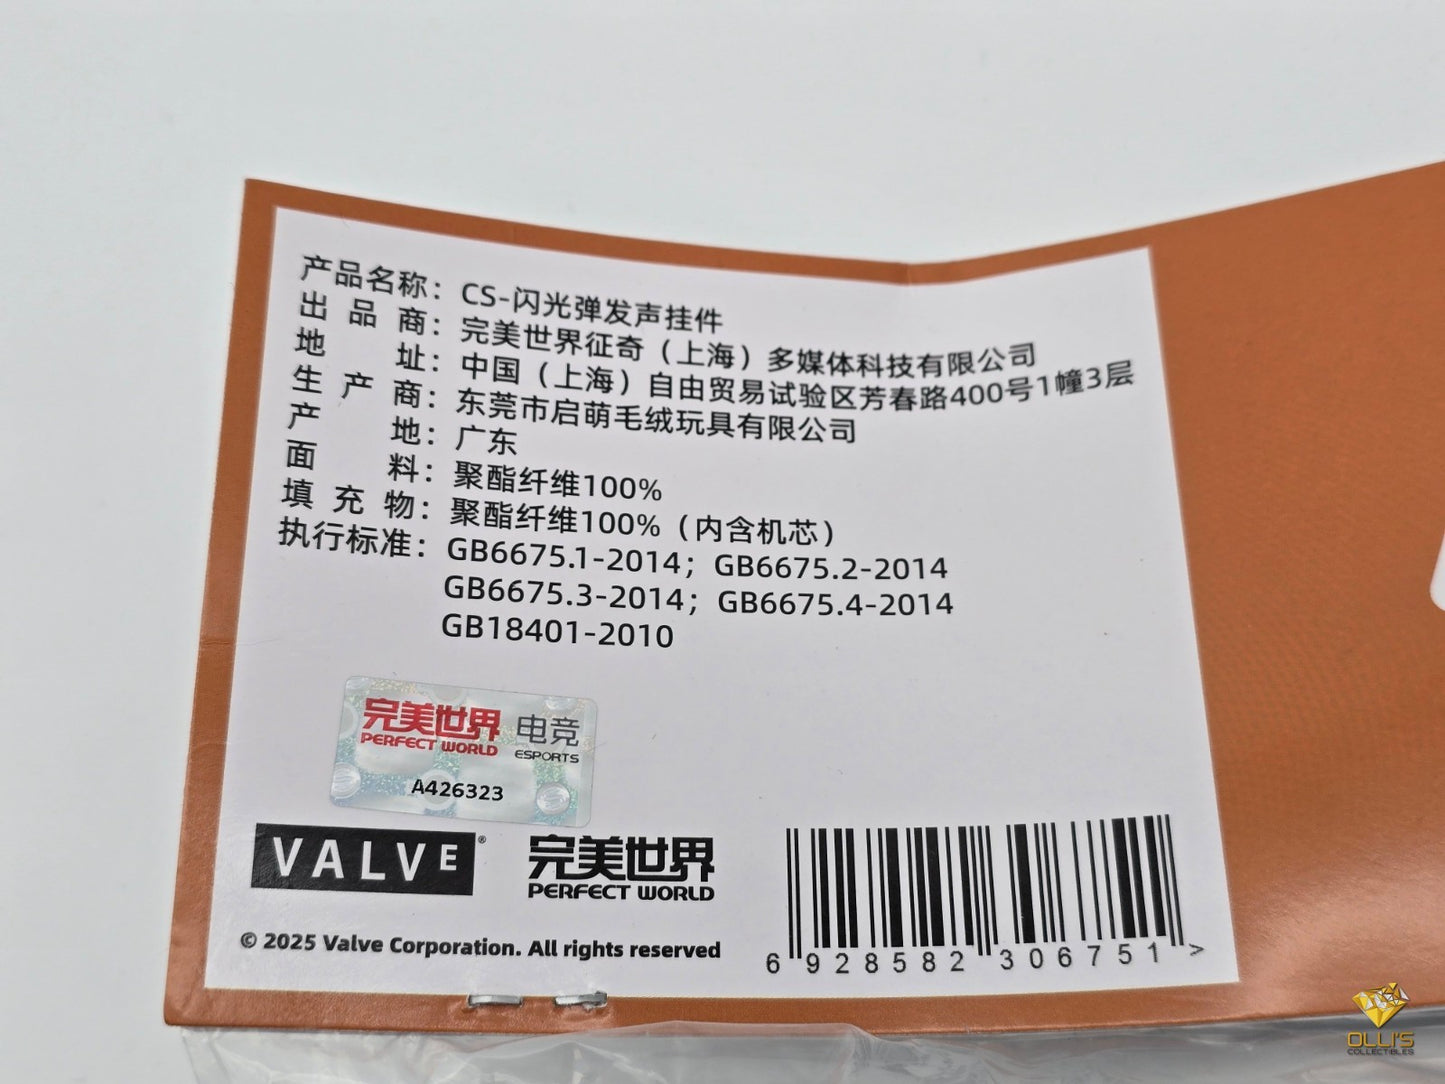 产品名称：CS-闪光弹发声挂件
出品商：完美世界征奇（上海）多媒体科技有限公司
地址：中国（上海）自由贸易试验区芳春路400号1幢3层
生产商：东莞市启萌毛绒玩具有限公司
产地：广东
面料：聚酯纤维100%
填充物：聚酯纤维100%（内含机芯）
执行标准：GB6675.1-2014；GB6675.2-2014
GB6675.3-2014；GB6675.4-2014
GB18401-2010
完美世界 电竞
PERFECT WORLD ESPORTS
A426323
VALVE®
完美世界
PERFECT WORLD
© 2025 Valve Corporation. All rights reserved
6 928582 306751 >
OLLI'S
COLLECTIBLES